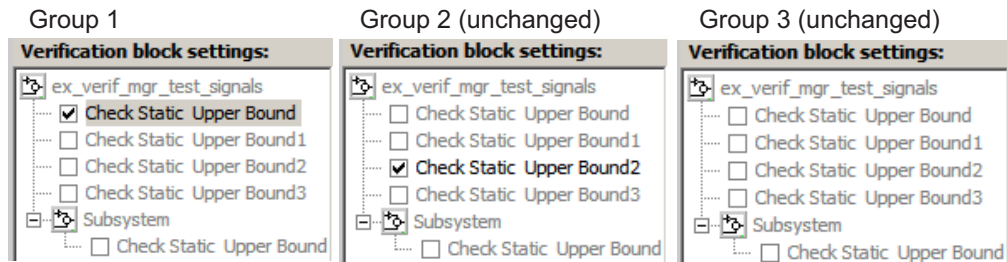 Group 1
Verification block settings:
ex_verif_mgr_test_signals
Check Static Upper Bound
Check Static Upper Bound1
Check Static Upper Bound2
Check Static Upper Bound3
Subsystem
Check Static Upper Bound
Group 2 (unchanged)
Verification block settings:
ex_verif_mgr_test_signals
Check Static Upper Bound
Check Static Upper Bound1
Check Static Upper Bound2
Check Static Upper Bound3
Subsystem
Check Static Upper Bound
Group 3 (unchanged)
Verification block settings:
ex_verif_mgr_test_signals
Check Static Upper Bound
Check Static Upper Bound1
Check Static Upper Bound2
Check Static Upper Bound3
Subsystem
Check Static Upper Bound